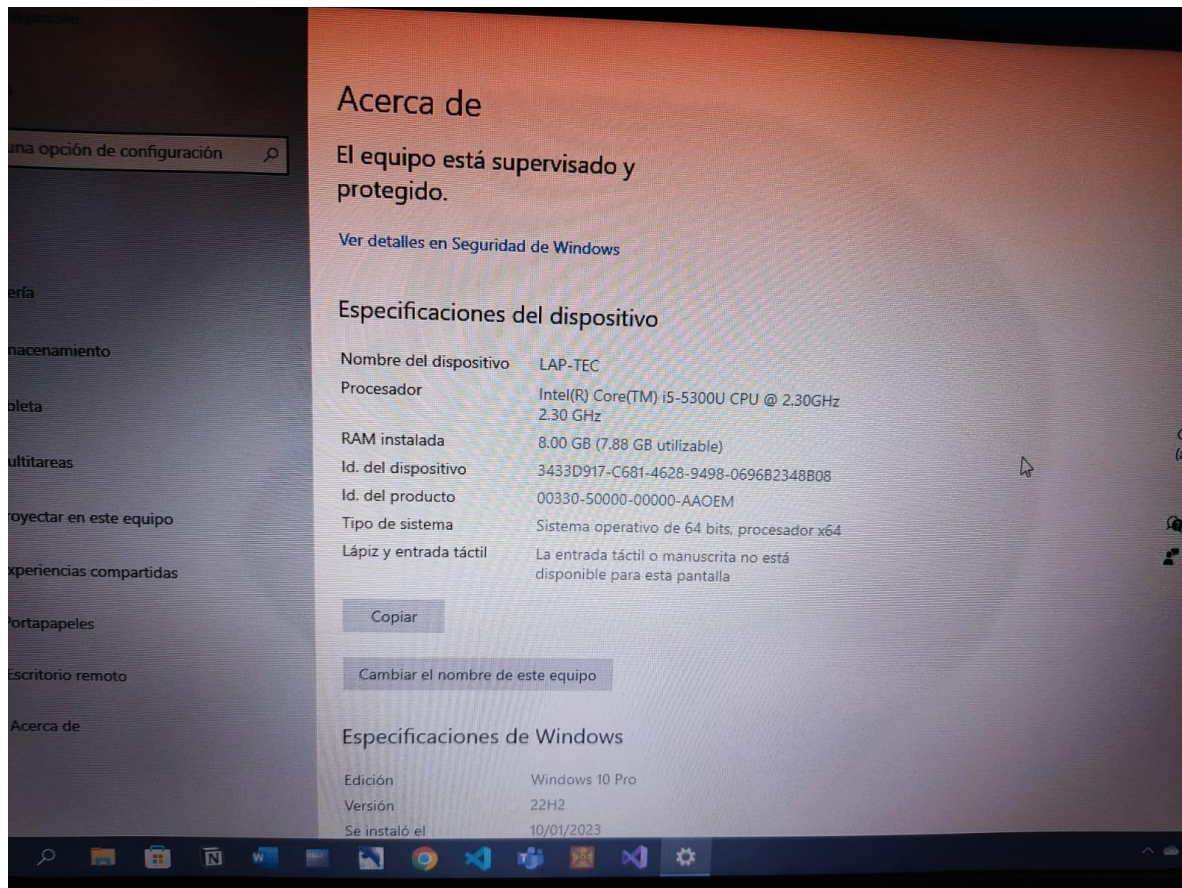 una opción de configuración
ería
nacenamiento
bleta
ultitareas
royectar en este equipo
xperiencias compartidas
Portapapeles
Escritorio remoto
Acerca de
Acerca de
El equipo está supervisado y
protegido.
Ver detalles en Seguridad de Windows
Especificaciones del dispositivo
Nombre del dispositivo LAP-TEC
Procesador Intel(R) Core(TM) i5-5300U CPU @ 2.30GHz
2.30 GHz
RAM instalada 8.00 GB (7.88 GB utilizable)
Id. del dispositivo 3433D917-C681-4628-9498-0696B2348B08
Id. del producto 00330-50000-00000-AAOEM
Tipo de sistema Sistema operativo de 64 bits, procesador x64
Lápiz y entrada táctil La entrada táctil o manuscrita no está
disponible para esta pantalla
Copiar
Cambiar el nombre de este equipo
Especificaciones de Windows
Edición Windows 10 Pro
Versión 22H2
Se instaló el 10/01/2023